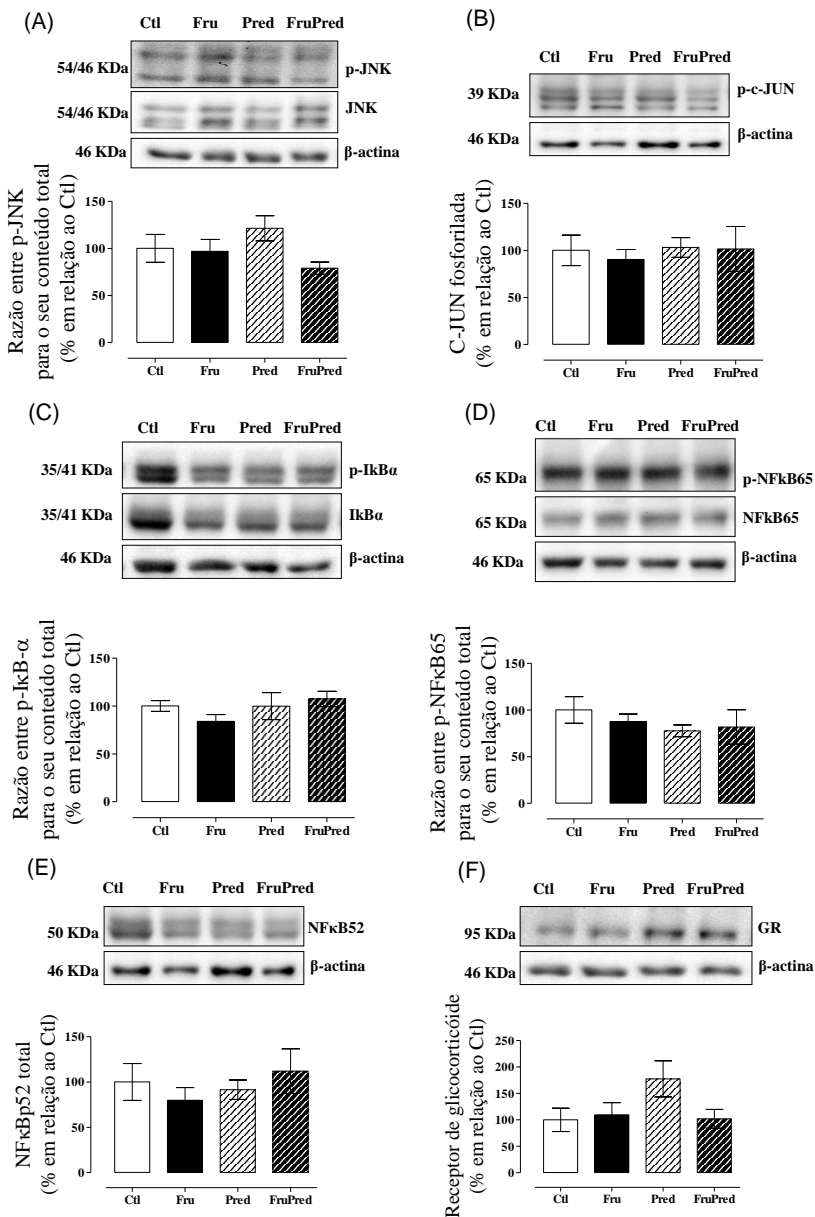 (A)
Ctl Fru Pred FruPred
54/46 KDa p-JNK
54/46 KDa JNK
46 KDa β-actina
Razão entre p-JNK
para o seu conteúdo total
(% em relação ao Ctl)
150
100
50
0
Ctl Fru Pred FruPred
(B)
Ctl Fru Pred FruPred
39 KDa p-c-JUN
46 KDa β-actina
C-JUN fosforilada
(% em relação ao Ctl)
150
100
50
0
Ctl Fru Pred FruPred
(C)
Ctl Fru Pred FruPred
35/41 KDa p-IkBα
35/41 KDa IkBα
46 KDa β-actina
Razão entre p-IκB-α
para o seu conteúdo total
(% em relação ao Ctl)
150
100
50
0
Ctl Fru Pred FruPred
(D)
Ctl Fru Pred FruPred
65 KDa p-NFkB65
65 KDa NFkB65
46 KDa β-actina
Razão entre p-NFκB65
para o seu conteúdo total
(% em relação ao Ctl)
150
100
50
0
Ctl Fru Pred FruPred
(E)
Ctl Fru Pred FruPred
50 KDa NFκB52
46 KDa β-actina
NFκBp52 total
(% em relação ao Ctl)
150
100
50
0
Ctl Fru Pred FruPred
(F)
Ctl Fru Pred FruPred
95 KDa GR
46 KDa β-actina
Receptor de glicocorticóide
(% em relação ao Ctl)
250
200
150
100
50
0
Ctl Fru Pred FruPred